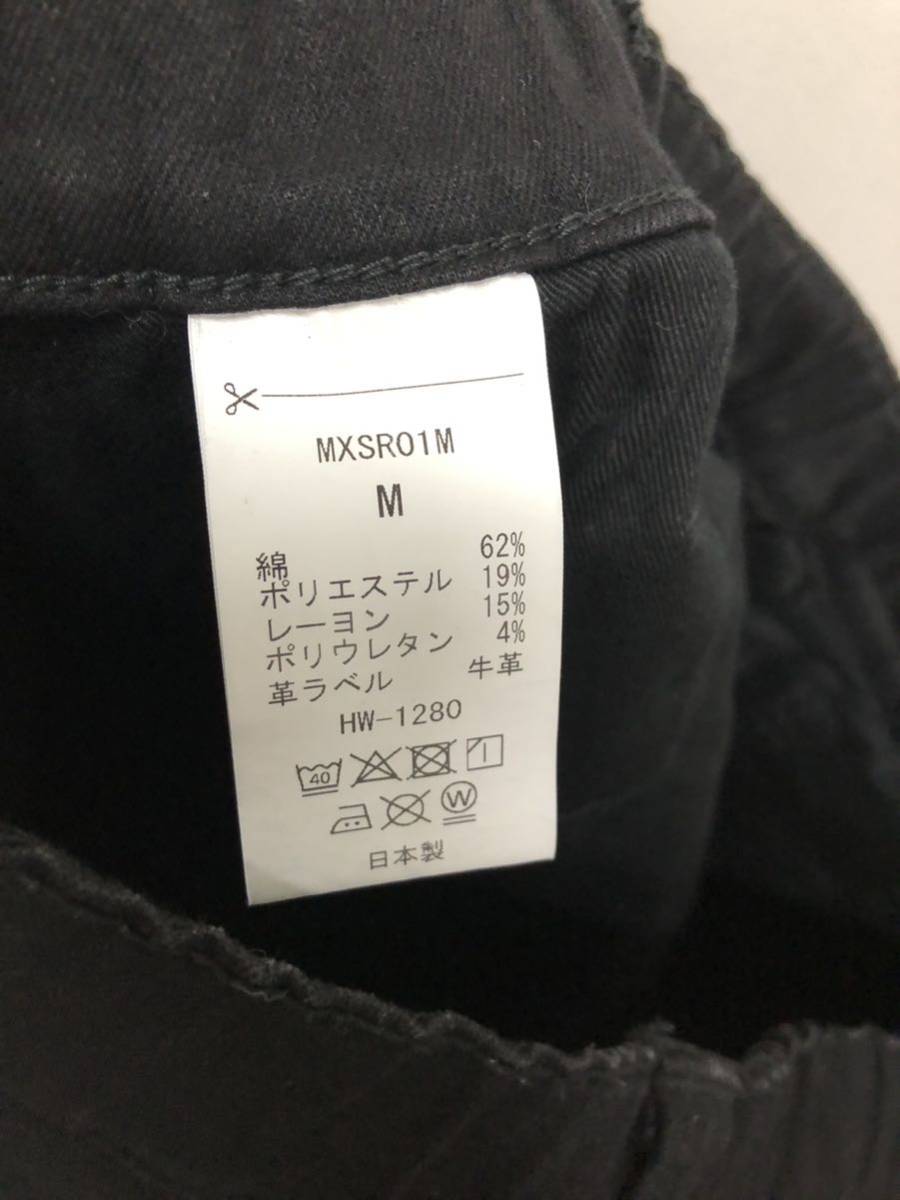 MXSR01M
M
綿 62%
ポリエステル 19%
レーヨン 15%
ポリウレタン 4%
革ラベル 牛革
HW-1280
40
W
日本製